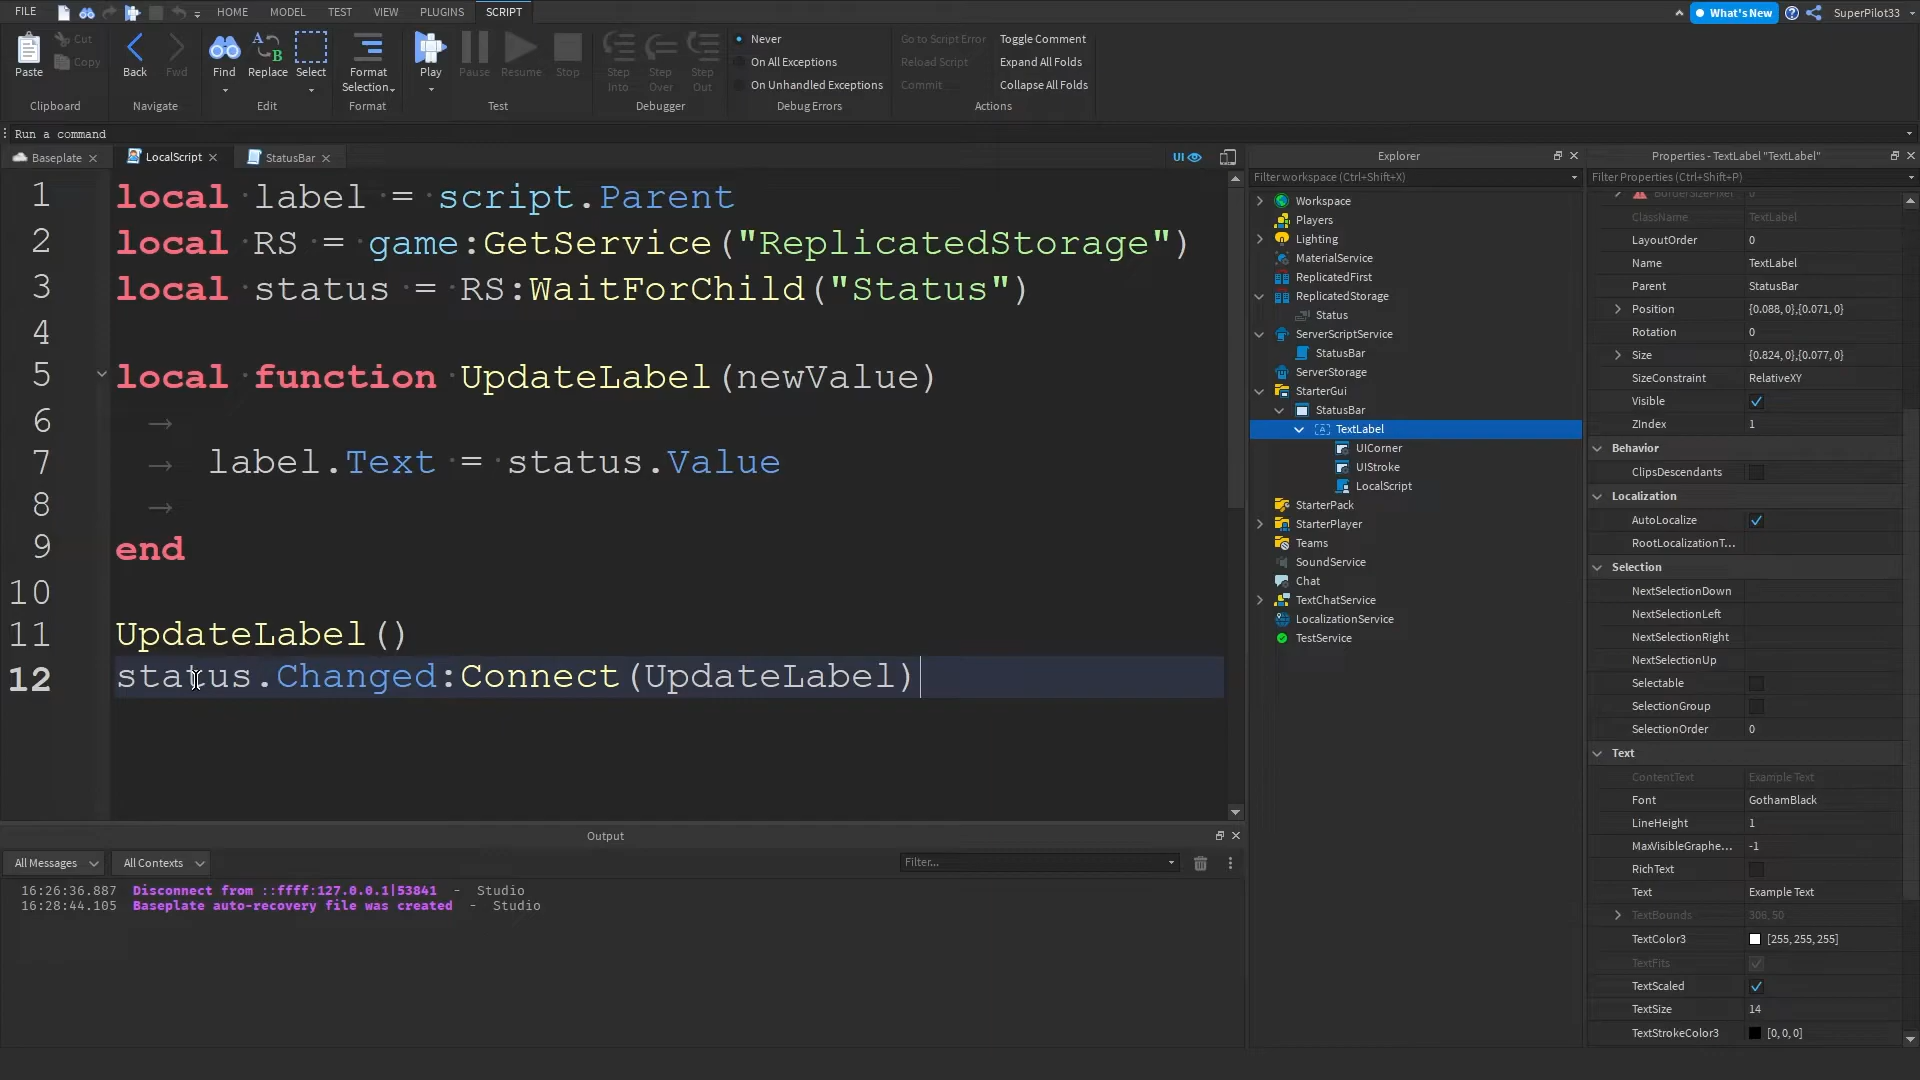 FILE HOME MODEL TEST VIEW PLUGINS SCRIPT What's New SuperPilot33
Paste Cut Copy Back Fwd Find Replace Select Format Selection Play Pause Resume Stop Step Into Step Over Step Out
Never
On All Exceptions
On Unhandled Exceptions
Go to Script Error
Reload Script
Commit
Toggle Comment
Expand All Folds
Collapse All Folds
Clipboard Navigate Edit Format Test Debugger Debug Errors Actions
Run a command
Baseplate LocalScript StatusBar UI
1 local label = script.Parent
2 local RS = game:GetService("ReplicatedStorage")
3 local status = RS:WaitForChild("Status")
4
5 local function UpdateLabel(newValue)
6
7 label.Text = status.Value
8
9 end
10
11 UpdateLabel()
12 status.Changed:Connect(UpdateLabel)
Output
All Messages All Contexts Filter...
16:26:36.887 Disconnect from ::ffff:127.0.0.1|53841 - Studio
16:28:44.105 Baseplate auto-recovery file was created - Studio
Explorer
Filter workspace (Ctrl+Shift+X)
Workspace
Players
Lighting
MaterialService
ReplicatedFirst
ReplicatedStorage
Status
ServerScriptService
StatusBar
ServerStorage
StarterGui
StatusBar
TextLabel
UICorner
UIStroke
LocalScript
StarterPack
StarterPlayer
Teams
SoundService
Chat
TextChatService
LocalizationService
TestService
Properties - TextLabel "TextLabel"
Filter Properties (Ctrl+Shift+P)
BorderSizePixel 0
ClassName TextLabel
LayoutOrder 0
Name TextLabel
Parent StatusBar
Position {0.088, 0},{0.071, 0}
Rotation 0
Size {0.824, 0},{0.077, 0}
SizeConstraint RelativeXY
Visible
ZIndex 1
Behavior
ClipsDescendants
Localization
AutoLocalize
RootLocalizationT...
Selection
NextSelectionDown
NextSelectionLeft
NextSelectionRight
NextSelectionUp
Selectable
SelectionGroup
SelectionOrder 0
Text
ContentText Example Text
Font GothamBlack
LineHeight 1
MaxVisibleGraphe... -1
RichText
Text Example Text
TextBounds 308, 50
TextColor3 [255, 255, 255]
TextFits
TextScaled
TextSize 14
TextStrokeColor3 [0, 0, 0]